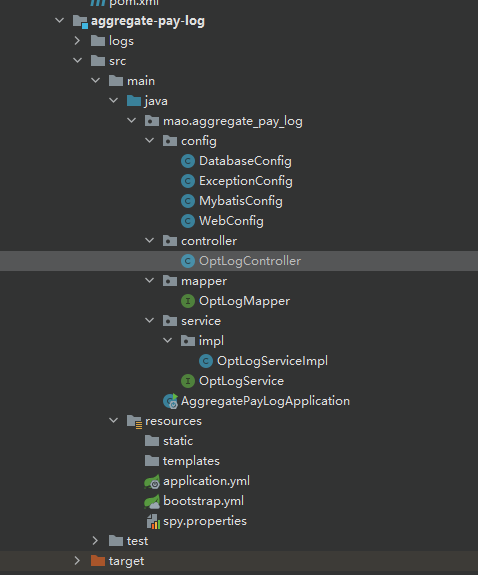 pom.xml
aggregate-pay-log
logs
src
main
java
mao.aggregate_pay_log
config
DatabaseConfig
ExceptionConfig
MybatisConfig
WebConfig
controller
OptLogController
mapper
OptLogMapper
service
impl
OptLogServiceImpl
OptLogService
AggregatePayLogApplication
resources
static
templates
application.yml
bootstrap.yml
spy.properties
test
target